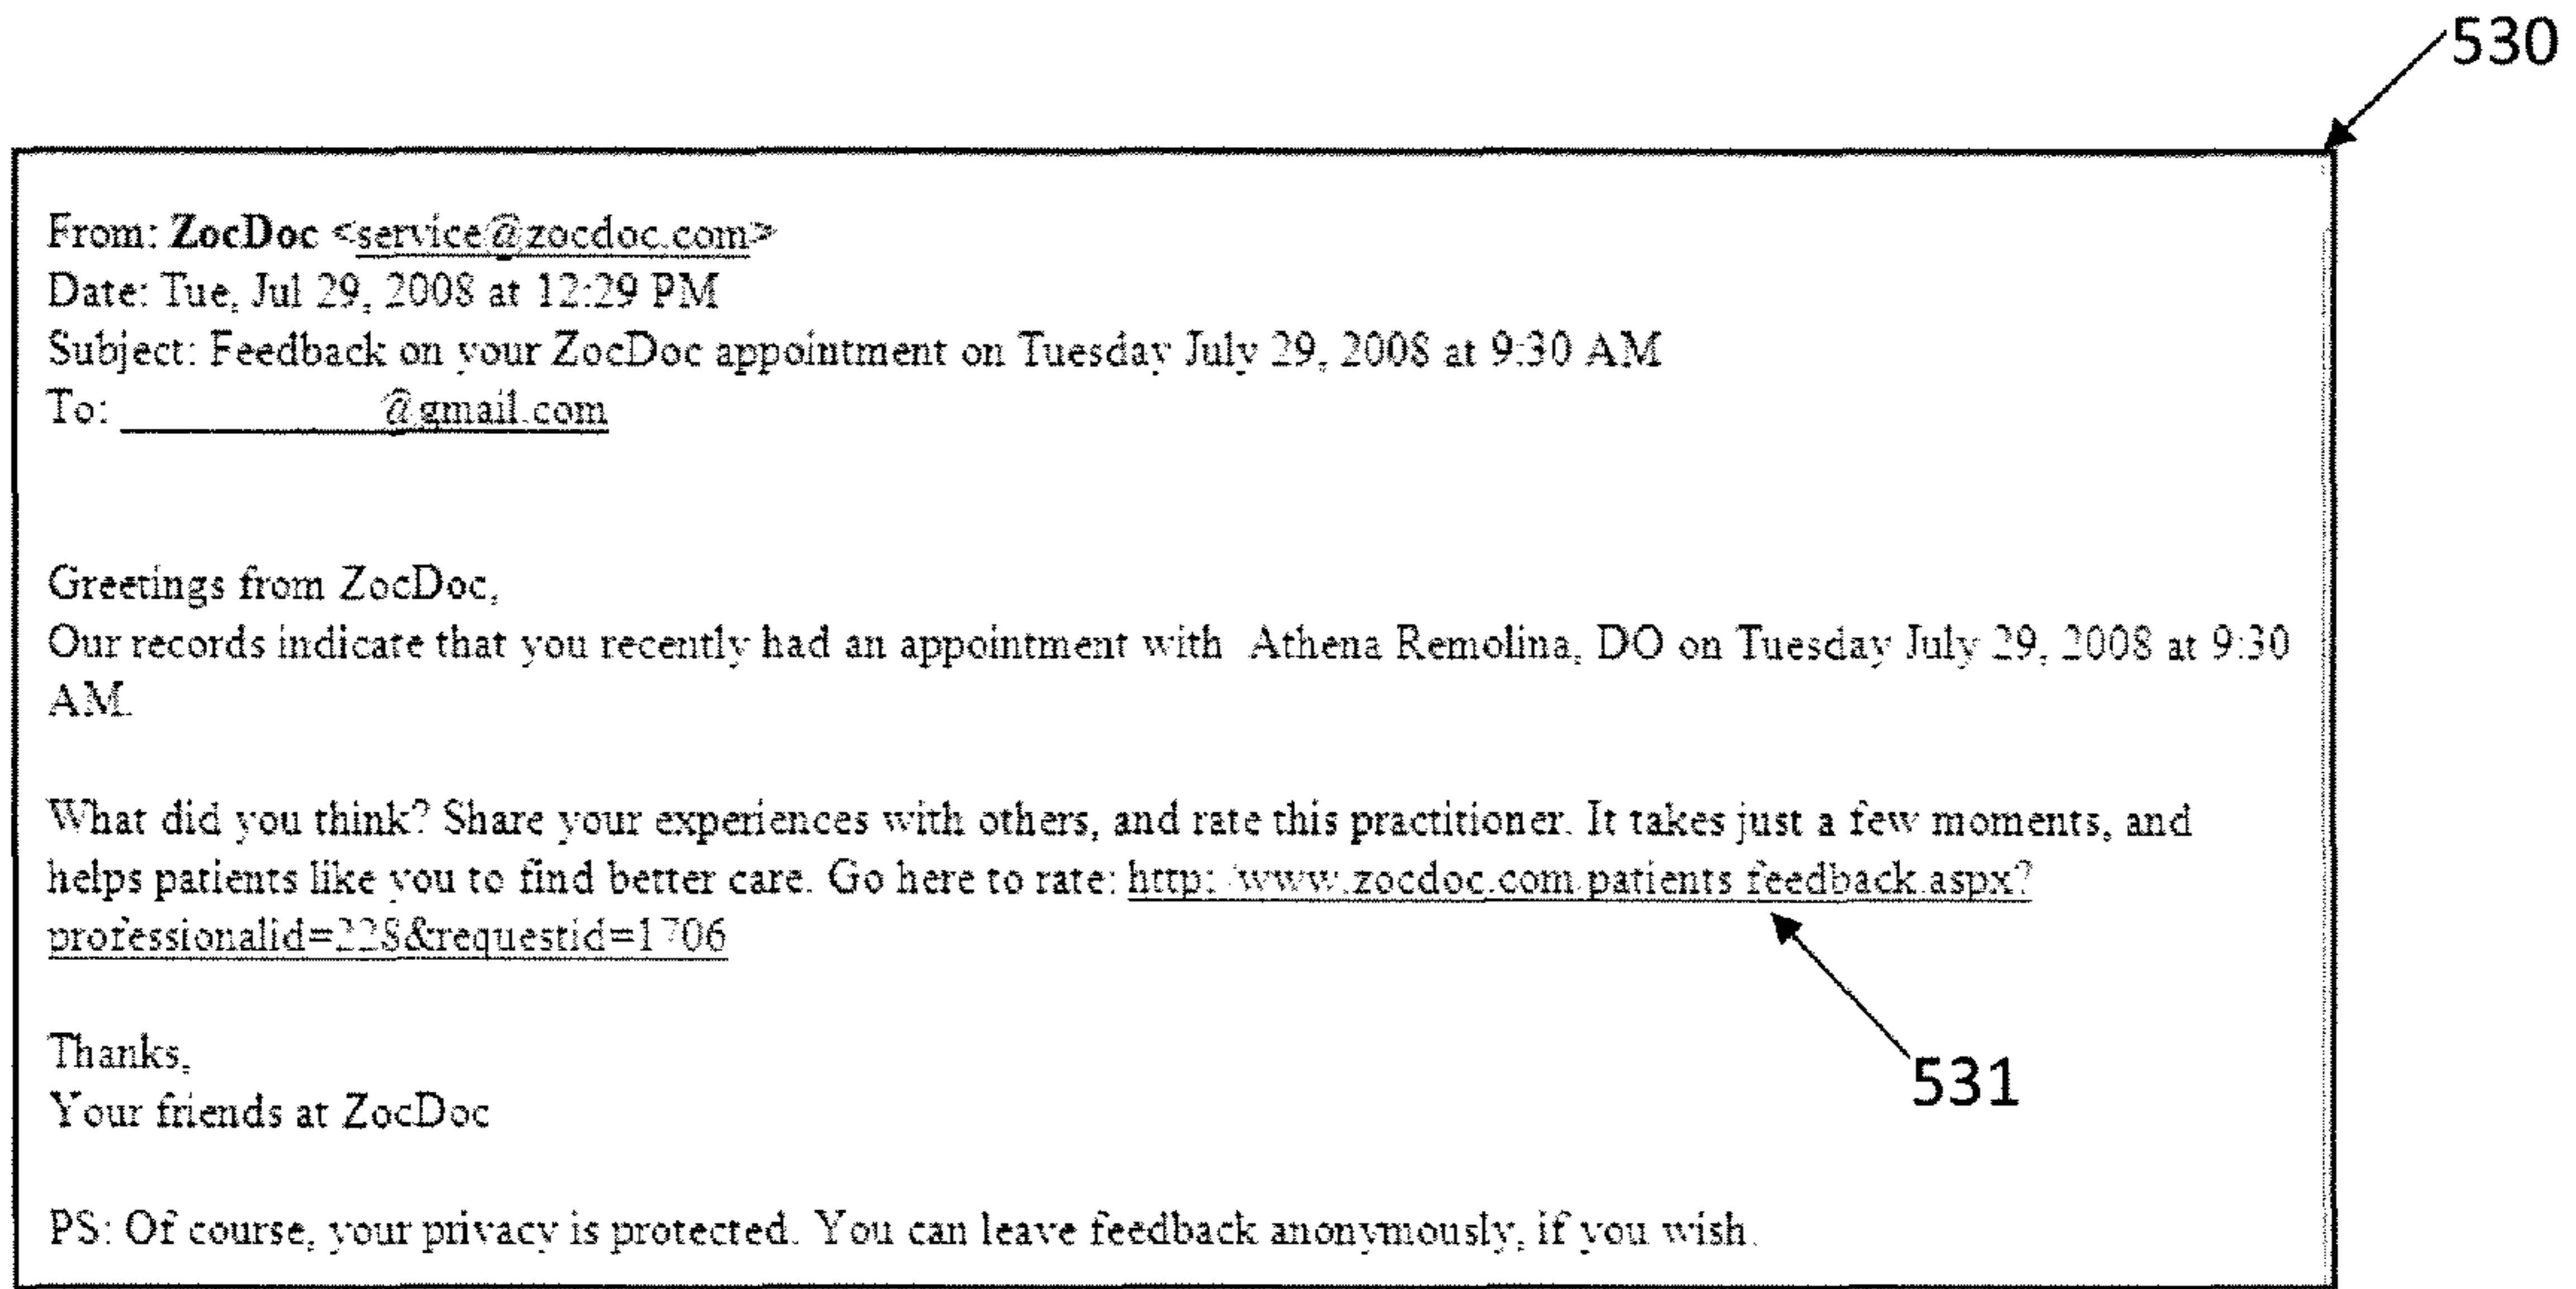 530
From: ZocDoc <service@zocdoc.com>
Date: Tue, Jul 29, 2008 at 12:29 PM
Subject: Feedback on your ZocDoc appointment on Tuesday July 29, 2008 at 9:30 AM
To: @gmail.com
Greetings from ZocDoc,
Our records indicate that you recently had an appointment with Athena Remolina, DO on Tuesday July 29, 2008 at 9:30
AM.
What did you think? Share your experiences with others, and rate this practitioner. It takes just a few moments, and
helps patients like you to find better care. Go here to rate: http://www.zocdoc.com/patients/feedback.aspx?
professionalid=228&requestid=1706
531
Thanks,
Your friends at ZocDoc
PS: Of course, your privacy is protected. You can leave feedback anonymously, if you wish.